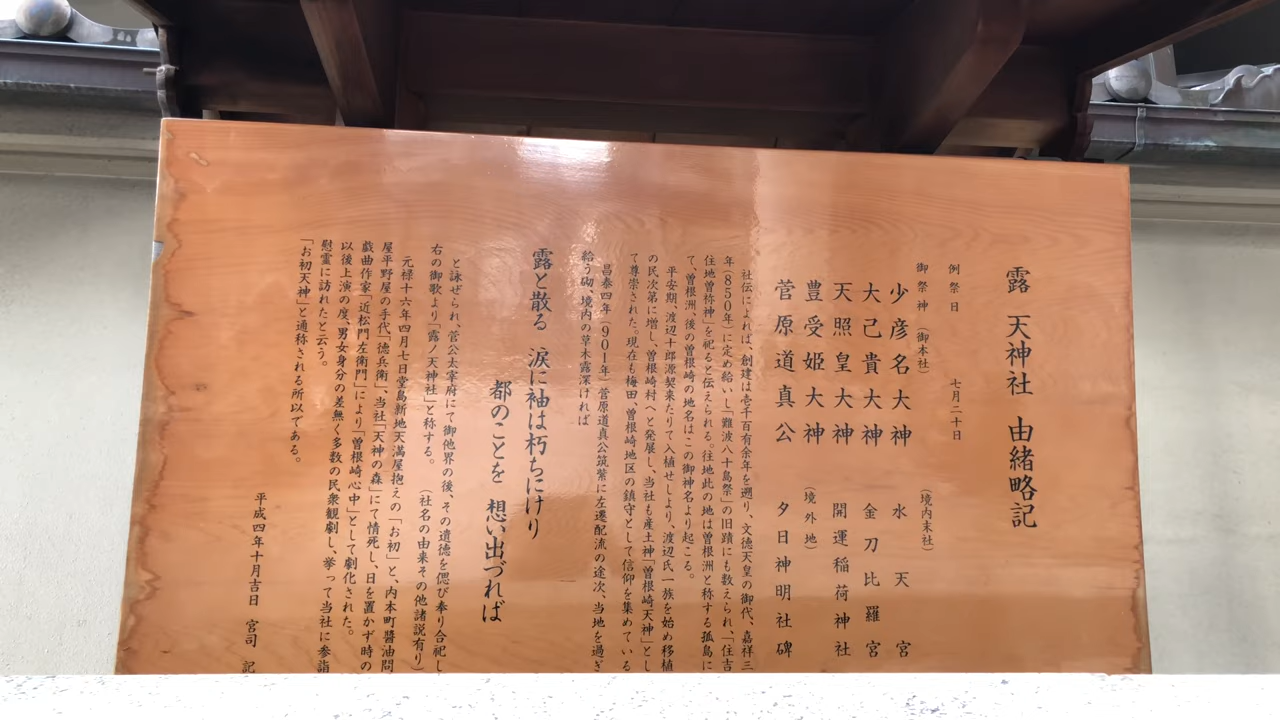 露 天神社 由緒略記
例祭日 七月二十日
御祭神 (御本社) (境内末社)
少彦名大神 水天宮
大己貴大神 金刀比羅宮
天照皇大神 開運稲荷神社
豊受姫大神 (境外地)
菅原道真公 夕日神明社碑
社伝によれば、創建は壱千百有余年を遡り、文徳天皇の御代、嘉祥三
年(850年)に定め給いし「難波八十島祭」の旧蹟にも数えられ、「住吉
住地曽祢神」を祀ると伝えられる。往地此の地は曽根洲と称する孤島に
て、曽根洲、後の曽根崎の地名はこの御神名より起こる。
平安期、渡辺十郎源契来たりて入植せしより、渡辺氏一族を始め移植
の民次第に増し、曽根崎村へと発展し、当社も産土神「曽根崎天神」とし
て尊崇された。現在も梅田、曽根崎地区の鎮守として信仰を集めている
昌泰四年(901年)菅原道真公筑紫に左遷配流の途次、当地を過ぎ
給う砌、境内の草木露深ければ
露と散る 涙に袖は朽ちにけり
都のことを 想い出づれば
と詠ぜられ、菅公太宰府にて御他界の後、その遺徳を偲び奉り合祀し
右の御歌より「露ノ天神社」と称する。 (社名の由来その他諸説有り)
元禄十六年四月七日堂島新地天満屋抱えの「お初」と、内本町醤油問
屋平野屋の手代「徳兵衛」当社「天神の森」にて情死し、日を置かず時の
戯曲作家「近松門左衛門」により「曽根崎心中」として劇化された。
以後上演の度、男女身分の差無く多数の民衆観劇し、挙って当社に参詣
慰霊に訪れたと云う。
「お初天神」と通称される所以である。
平成四年十月吉日 宮司 記